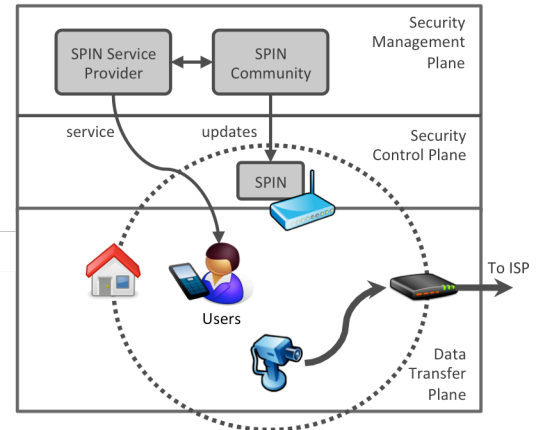 Security
Management
Plane
SPIN Service
Provider
SPIN
Community
service
updates
Security
Control Plane
SPIN
To ISP
Users
Data
Transfer
Plane